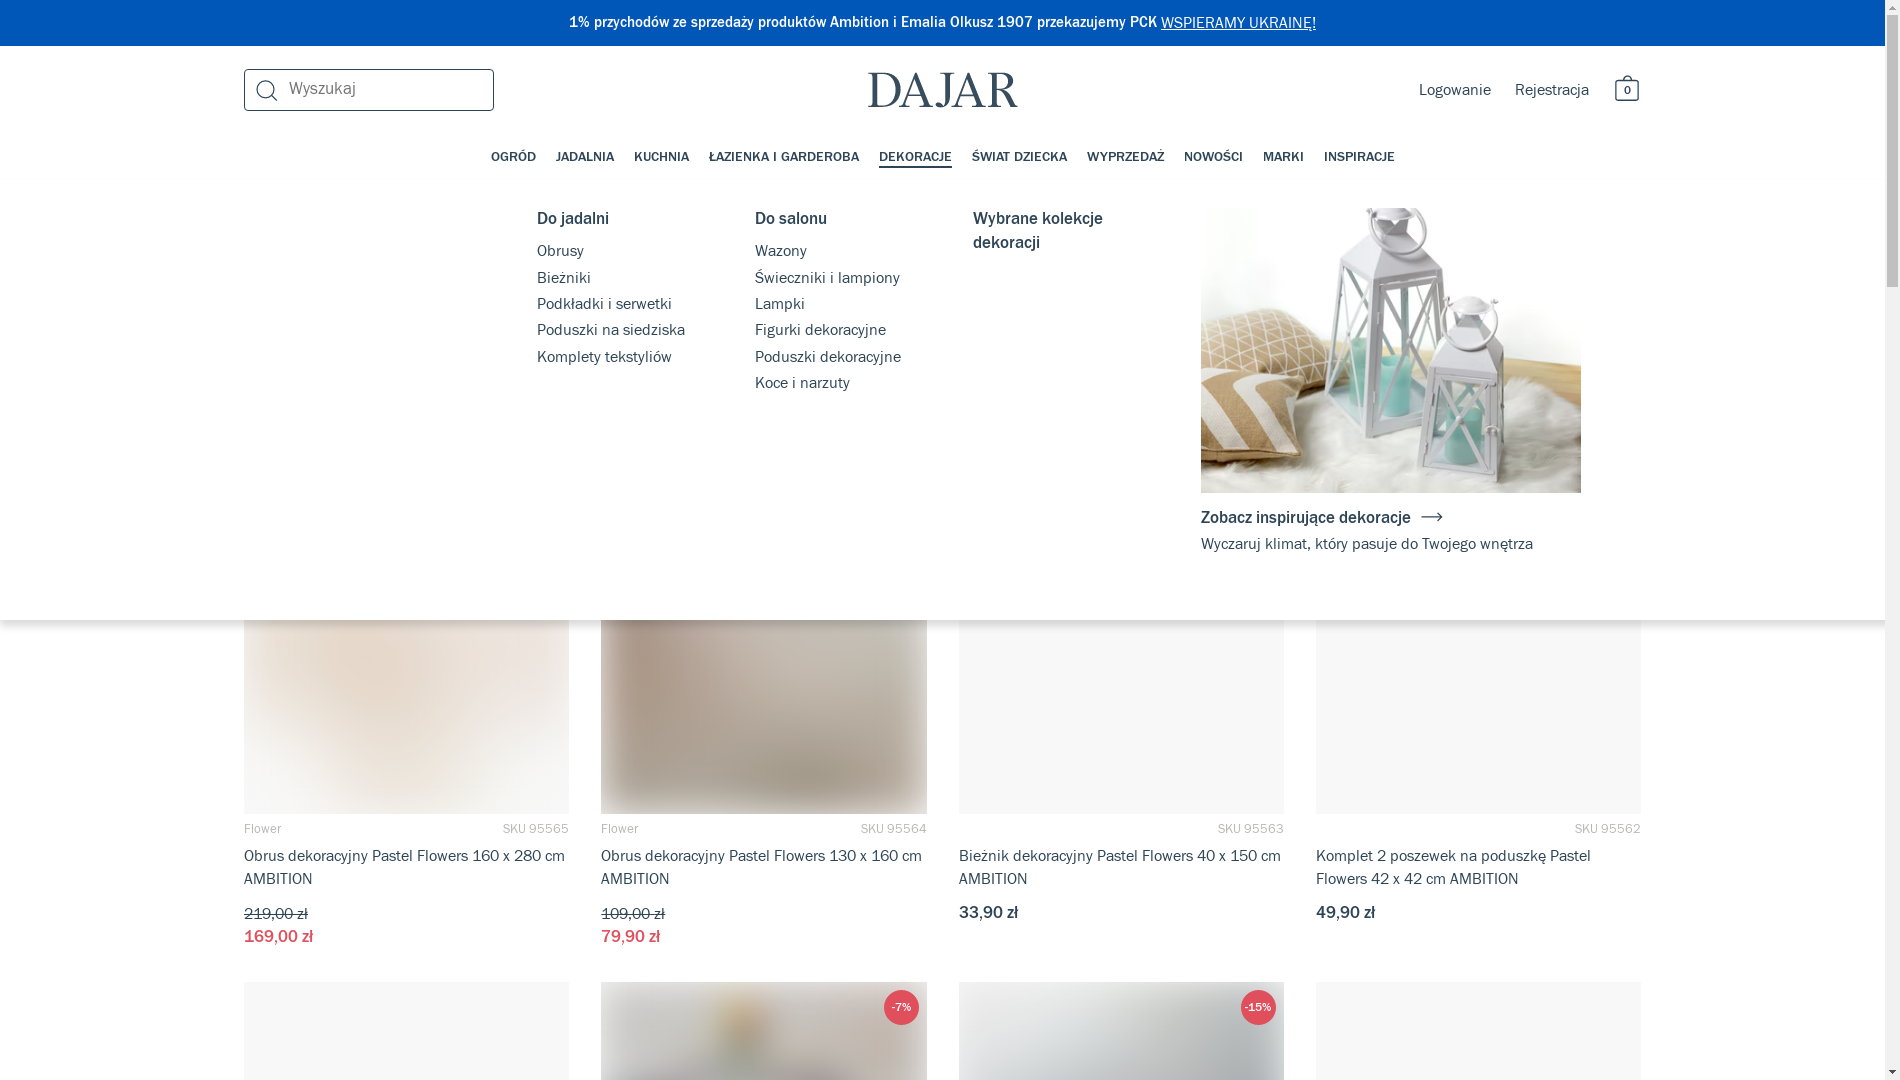 1% przychodów ze sprzedaży produktów Ambition i Emalia Olkusz 1907 przekazujemy PCK WSPIERAMY UKRAINĘ!
Wyszukaj
DAJAR
Logowanie
Rejestracja
0
OGRÓD
JADALNIA
KUCHNIA
ŁAZIENKA I GARDEROBA
DEKORACJE
ŚWIAT DZIECKA
WYPRZEDAŻ
NOWOŚCI
MARKI
INSPIRACJE
Do jadalni
Obrusy
Bieżniki
Podkładki i serwetki
Poduszki na siedziska
Komplety tekstyliów
Do salonu
Wazony
Świeczniki i lampiony
Lampki
Figurki dekoracyjne
Poduszki dekoracyjne
Koce i narzuty
Wybrane kolekcje
dekoracji
Zobacz inspirujące dekoracje
Wyczaruj klimat, który pasuje do Twojego wnętrza
Flower
SKU 95565
Obrus dekoracyjny Pastel Flowers 160 x 280 cm
AMBITION
219,00 zł
169,00 zł
Flower
SKU 95564
Obrus dekoracyjny Pastel Flowers 130 x 160 cm
AMBITION
109,00 zł
79,90 zł
SKU 95563
Bieżnik dekoracyjny Pastel Flowers 40 x 150 cm
AMBITION
33,90 zł
SKU 95562
Komplet 2 poszewek na poduszkę Pastel
Flowers 42 x 42 cm AMBITION
49,90 zł
-7%
-15%